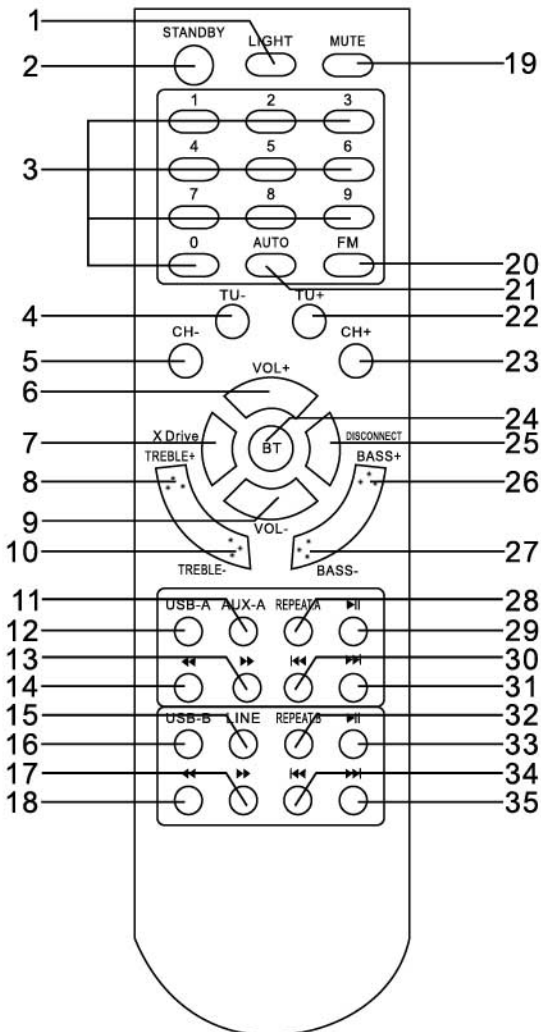 1 STANDBY LIGHT MUTE
2 19
1 2 3
3 4 5 6
7 8 9
0 AUTO FM 20
21
4 TU- TU+ 22
5 CH- CH+ 23
6 VOL+
24
7 X Drive BT DISCONNECT 25
8 TREBLE+ BASS+ 26
9 VOL-
10 TREBLE- BASS- 27
11 USB-A AUX-A REPEAT A 28
12 29
13 30
14 31
15 USB-B LINE REPEAT B 32
16 33
17 34
18 35